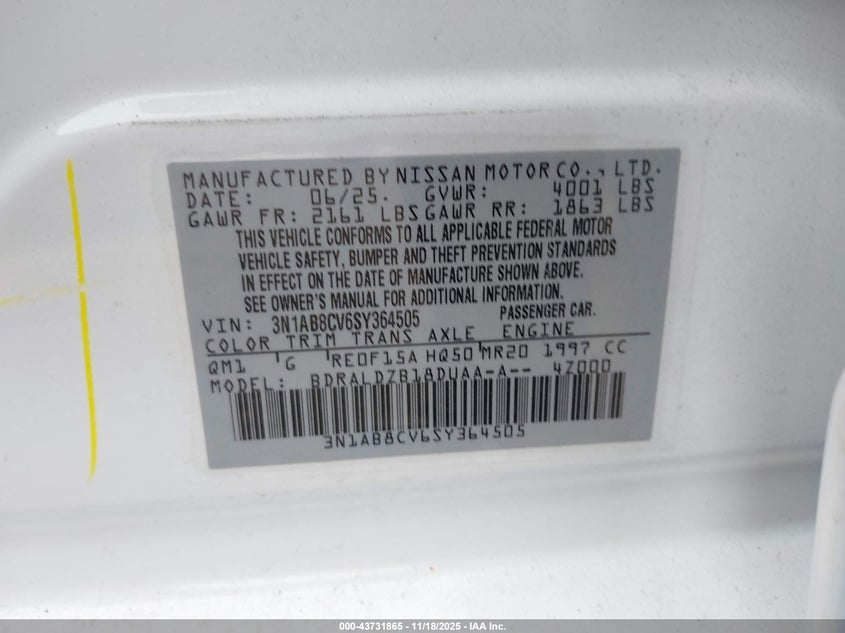 MANUFACTURED BY NISSAN MOTOR CO., LTD.
DATE: 06/25. GVWR: 4001 LBS
GAWR FR: 2161 LBS GAWR RR: 1863 LBS
THIS VEHICLE CONFORMS TO ALL APPLICABLE FEDERAL MOTOR
VEHICLE SAFETY, BUMPER AND THEFT PREVENTION STANDARDS
IN EFFECT ON THE DATE OF MANUFACTURE SHOWN ABOVE.
SEE OWNER'S MANUAL FOR ADDITIONAL INFORMATION.
VIN: 3N1AB8CV6SY364505 PASSENGER CAR.
COLOR TRIM TRANS AXLE ENGINE
QM1 G RE0F15A HQ50 MR20 1997 CC
MODEL: BDRALDZB18DUAA-A-- 4Z000
3N1AB8CV6SY364505
000-43731865 - 11/18/2025 - IAA Inc.